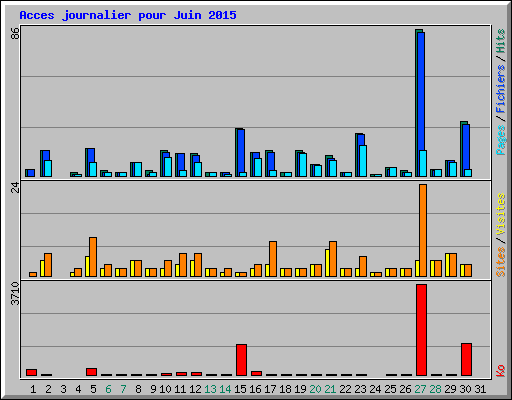 Acces journalier pour Juin 2015
86
24
3710
Pages / Fichiers / Hits
Sites / Visites
Ko
1 2 3 4 5 6 7 8 9 10 11 12 13 14 15 16 17 18 19 20 21 22 23 24 25 26 27 28 29 30 31